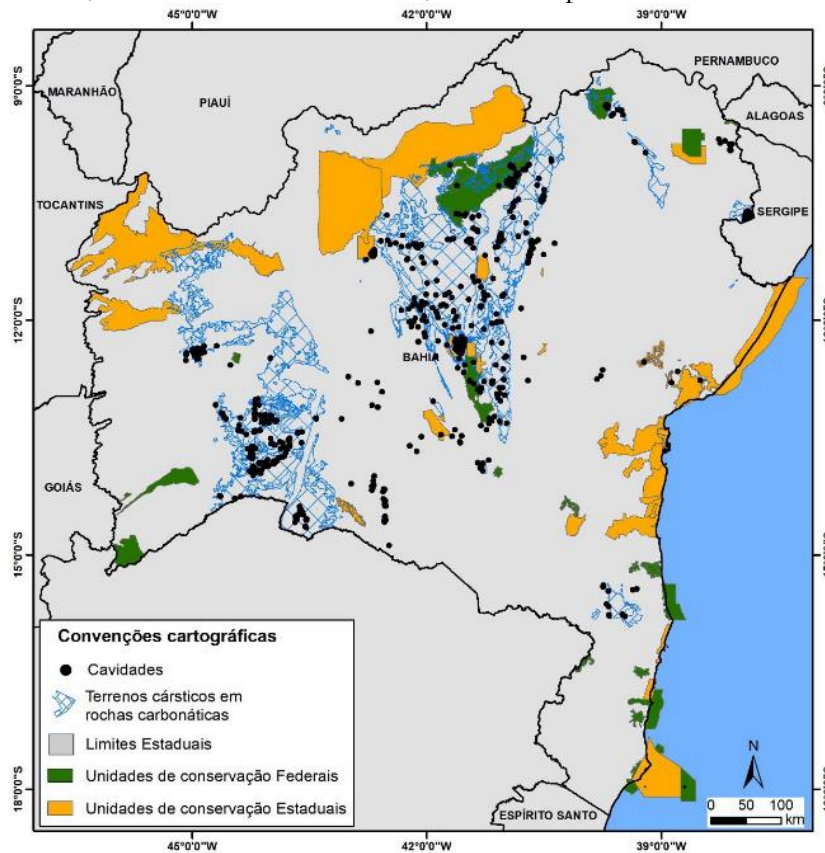 45°0'0"W 42°0'0"W 39°0'0"W
PERNAMBUCO
9°0'0"S
MARANHÃO
PIAUÍ
ALAGOAS
TOCANTINS
SERGIPE
12°0'0"S
BAHIA
GOIÁS
15°0'0"S
Convenções cartográficas
Cavidades
Terrenos cársticos em
rochas carbonáticas
Limites Estaduais
Unidades de conservação Federais
Unidades de conservação Estaduais
18°0'0"S
ESPÍRITO SANTO
N
0 50 100
km
45°0'0"W 42°0'0"W 39°0'0"W